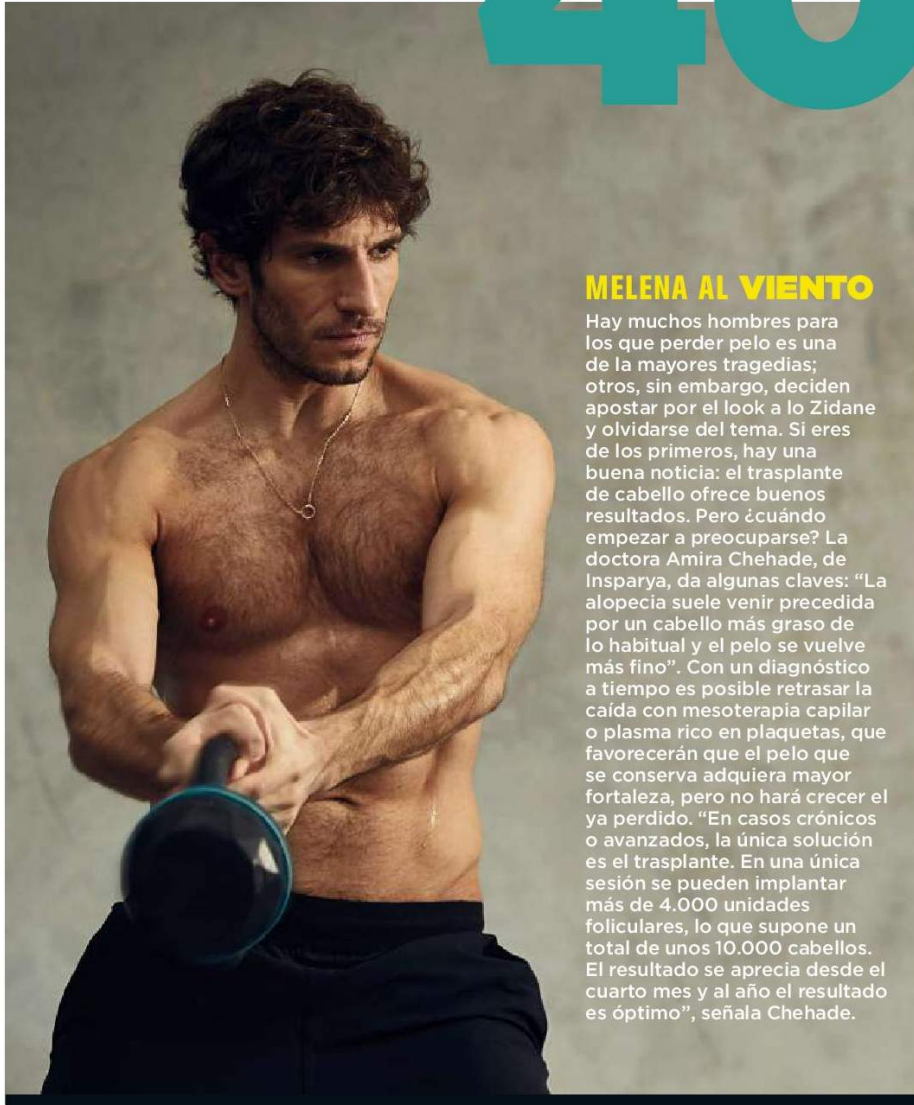 40
MELENA AL VIENTO
Hay muchos hombres para
los que perder pelo es una
de la mayores tragedias;
otros, sin embargo, deciden
apostar por el look a lo Zidane
y olvidarse del tema. Si eres
de los primeros, hay una
buena noticia: el trasplante
de cabello ofrece buenos
resultados. Pero ¿cuándo
empezar a preocuparse? La
doctora Amira Chehade, de
Insparya, da algunas claves: “La
alopecia suele venir precedida
por un cabello más graso de
lo habitual y el pelo se vuelve
más fino”. Con un diagnóstico
a tiempo es posible retrasar la
caída con mesoterapia capilar
o plasma rico en plaquetas, que
favorecerán que el pelo que
se conserva adquiera mayor
fortaleza, pero no hará crecer el
ya perdido. “En casos crónicos
o avanzados, la única solución
es el trasplante. En una única
sesión se pueden implantar
más de 4.000 unidades
foliculares, lo que supone un
total de unos 10.000 cabellos.
El resultado se aprecia desde el
cuarto mes y al año el resultado
es óptimo”, señala Chehade.